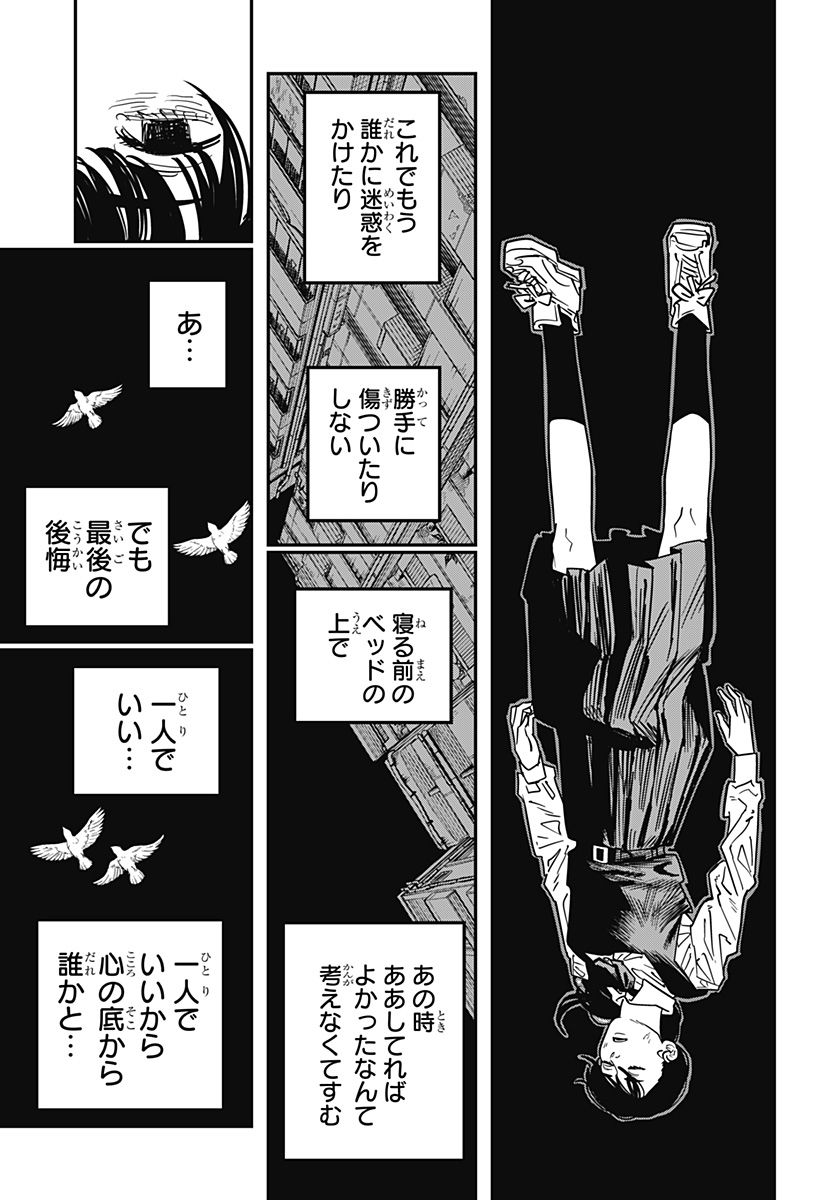 これでもう
誰かに迷惑を
かけたり
勝手に
傷ついたり
しない
寝る前の
ベッドの
上で
あの時
ああしてれば
よかったなんて
考えなくてすむ
あ…
でも
最後の
後悔
一人で
いい…
一人で
いいから
心の底から
誰かと…